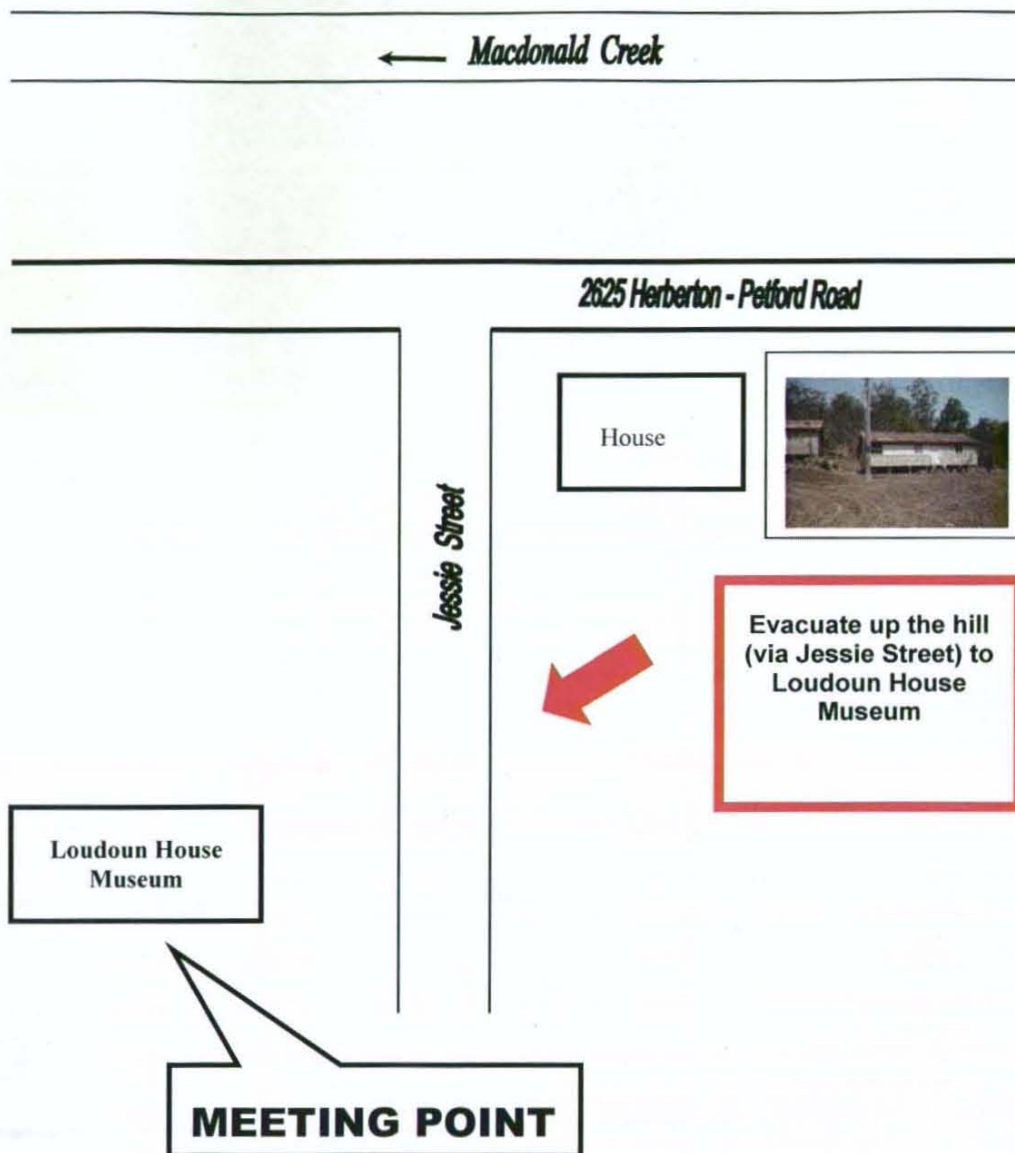 Macdonald Creek
2625 Herberton - Petford Road
House
Jessie Street
Evacuate up the hill
(via Jessie Street) to
Loudoun House
Museum
Loudoun House
Museum
MEETING POINT